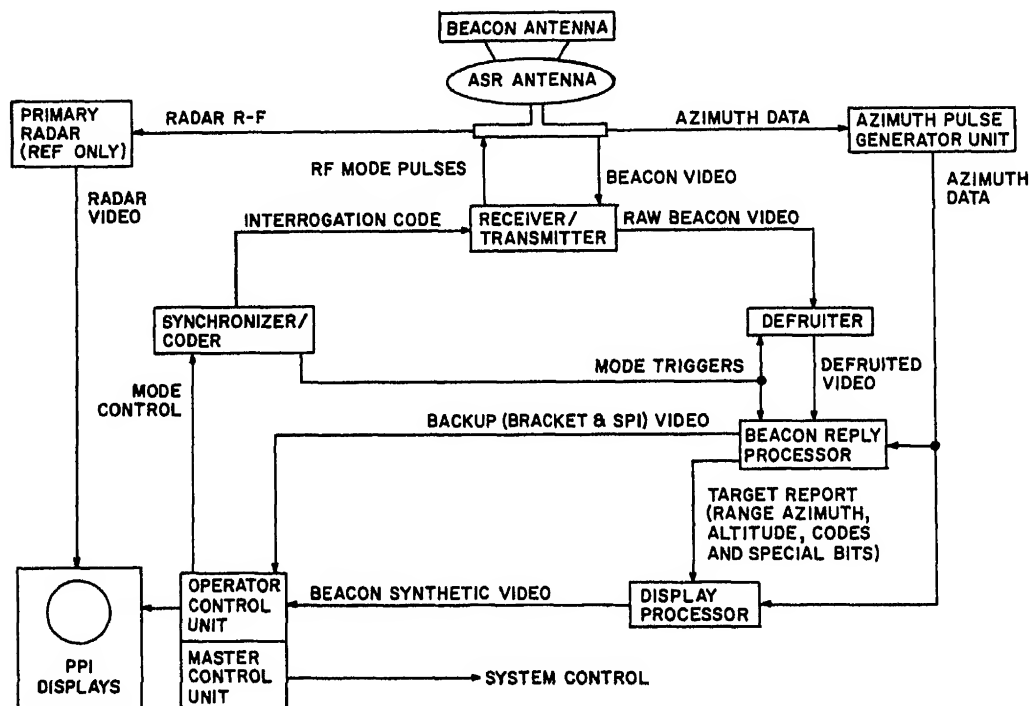 BEACON ANTENNA
ASR ANTENNA
PRIMARY
RADAR
(REF ONLY)
RADAR R-F
AZIMUTH DATA
AZIMUTH PULSE
GENERATOR UNIT
RF MODE PULSES
BEACON VIDEO
AZIMUTH
DATA
RADAR
VIDEO
INTERROGATION CODE
RECEIVER/
TRANSMITTER
RAW BEACON VIDEO
SYNCHRONIZER/
CODER
DEFRUITER
MODE TRIGGERS
DEFRUITED
VIDEO
MODE
CONTROL
BACKUP (BRACKET & SPI) VIDEO
BEACON REPLY
PROCESSOR
TARGET REPORT
(RANGE AZIMUTH,
ALTITUDE, CODES
AND SPECIAL BITS)
OPERATOR
CONTROL
UNIT
BEACON SYNTHETIC VIDEO
DISPLAY
PROCESSOR
PPI
DISPLAYS
MASTER
CONTROL
UNIT
SYSTEM CONTROL